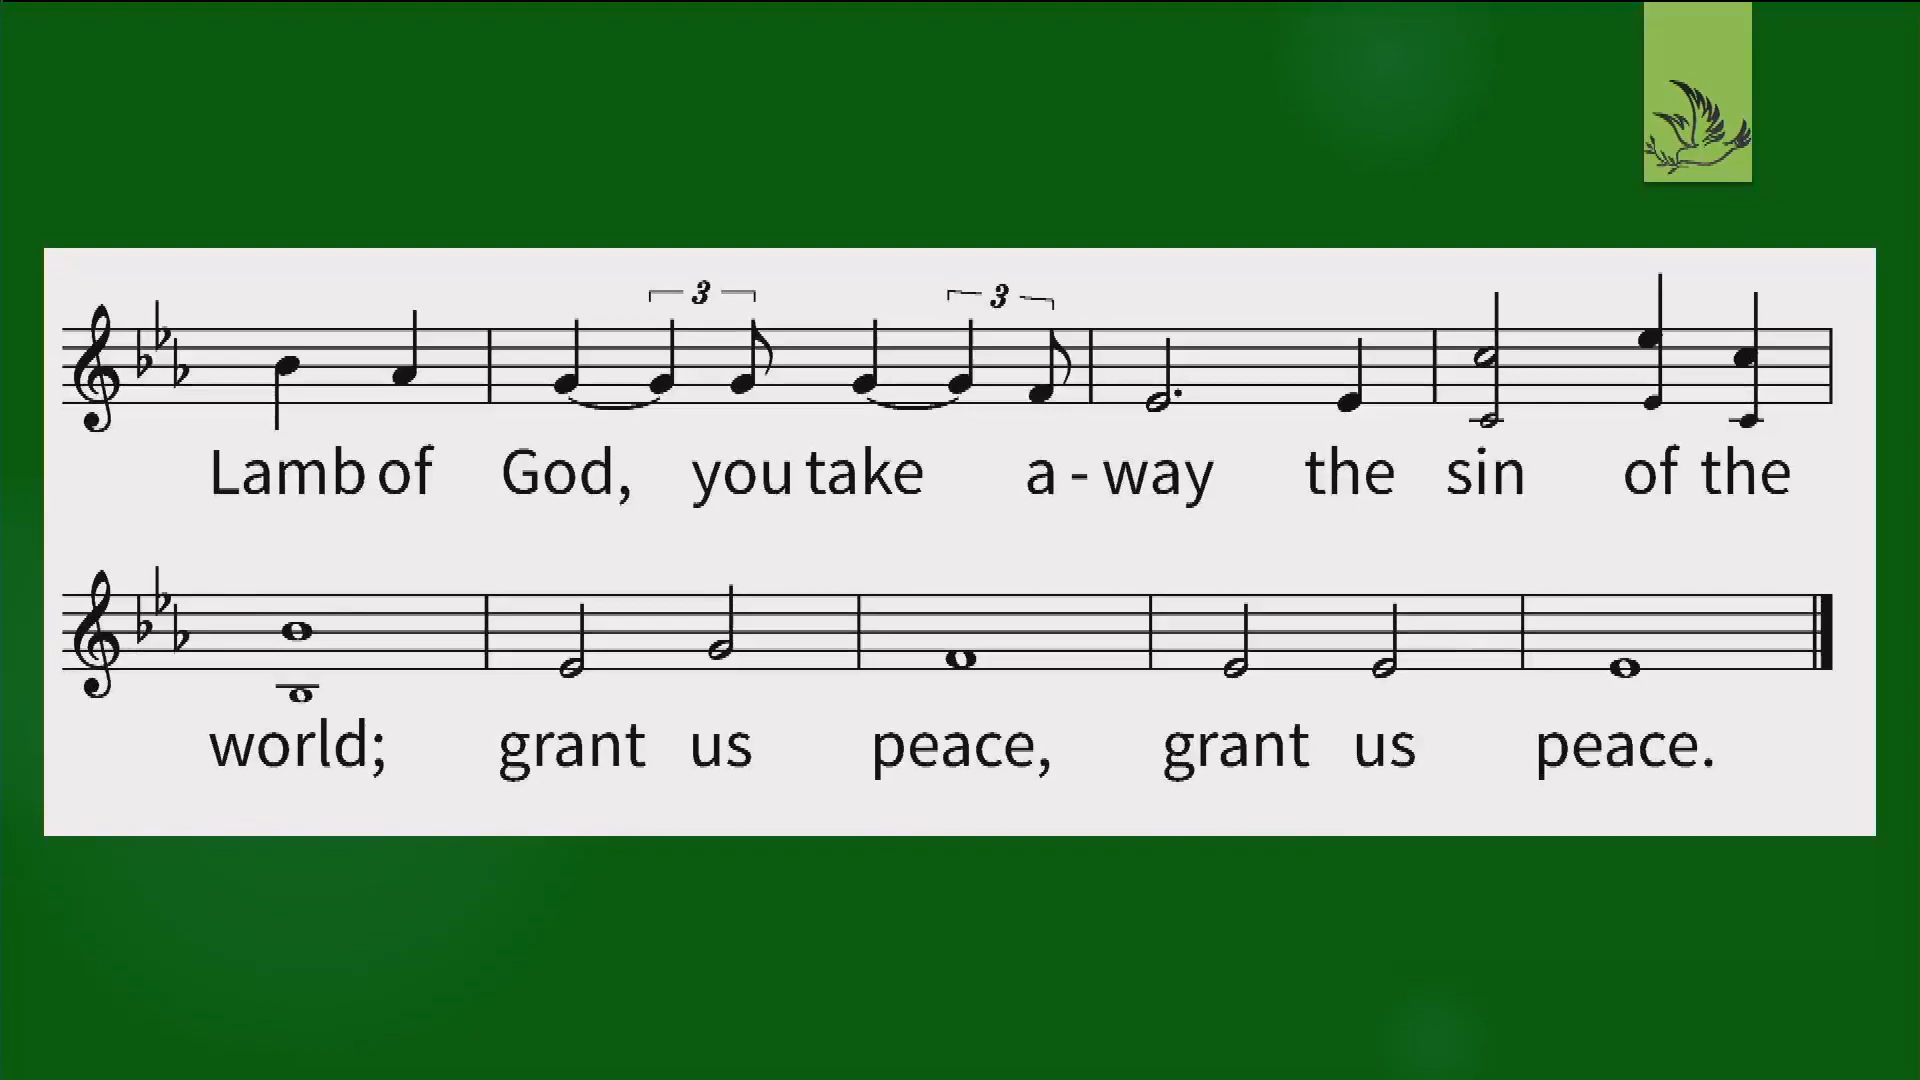 3 3
Lamb of God, you take a - way the sin of the
world; grant us peace, grant us peace.